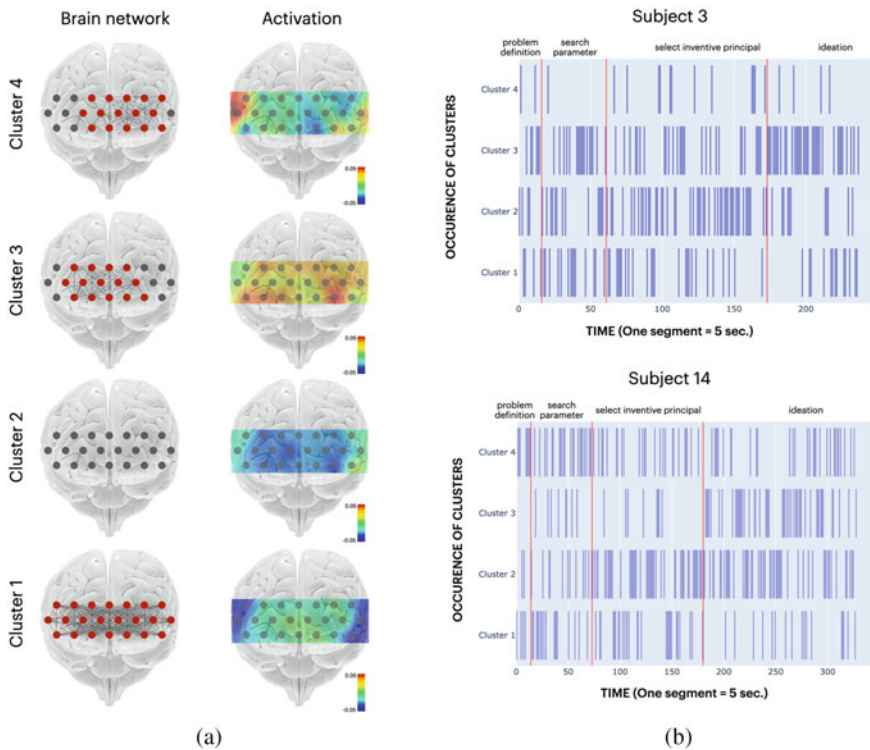 Brain network
Activation
Cluster 4
0.05
-0.05
Cluster 3
0.05
-0.05
Cluster 2
0.05
-0.05
Cluster 1
0.05
-0.05
(a)
Subject 3
problem definition
search parameter
select inventive principal
ideation
OCCURENCE OF CLUSTERS
Cluster 4
Cluster 3
Cluster 2
Cluster 1
0 50 100 150 200
TIME (One segment = 5 sec.)
Subject 14
problem definition
search parameter
select inventive principal
ideation
OCCURENCE OF CLUSTERS
Cluster 4
Cluster 3
Cluster 2
Cluster 1
0 50 100 150 200 250 300
TIME (One segment = 5 sec.)
(b)